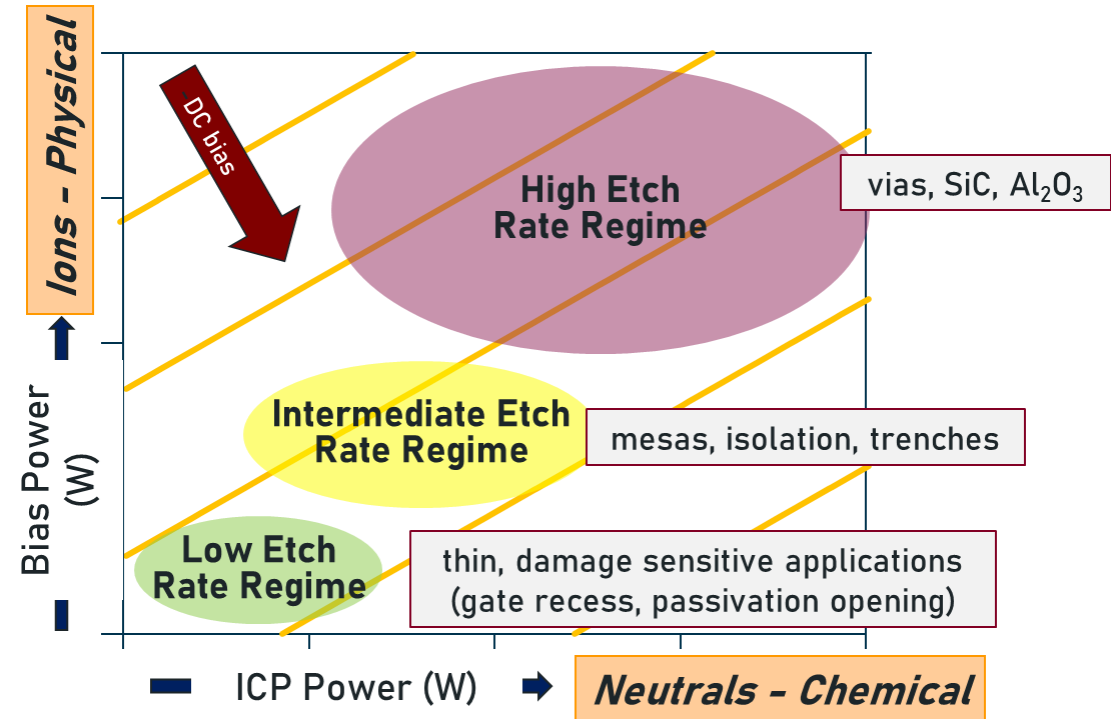 Ions - Physical
-DC bias
High Etch
Rate Regime
vias, SiC, Al₂O₃
Intermediate Etch
Rate Regime
mesas, isolation, trenches
Low Etch
Rate Regime
thin, damage sensitive applications
(gate recess, passivation opening)
Bias Power
(W)
ICP Power (W)
Neutrals - Chemical